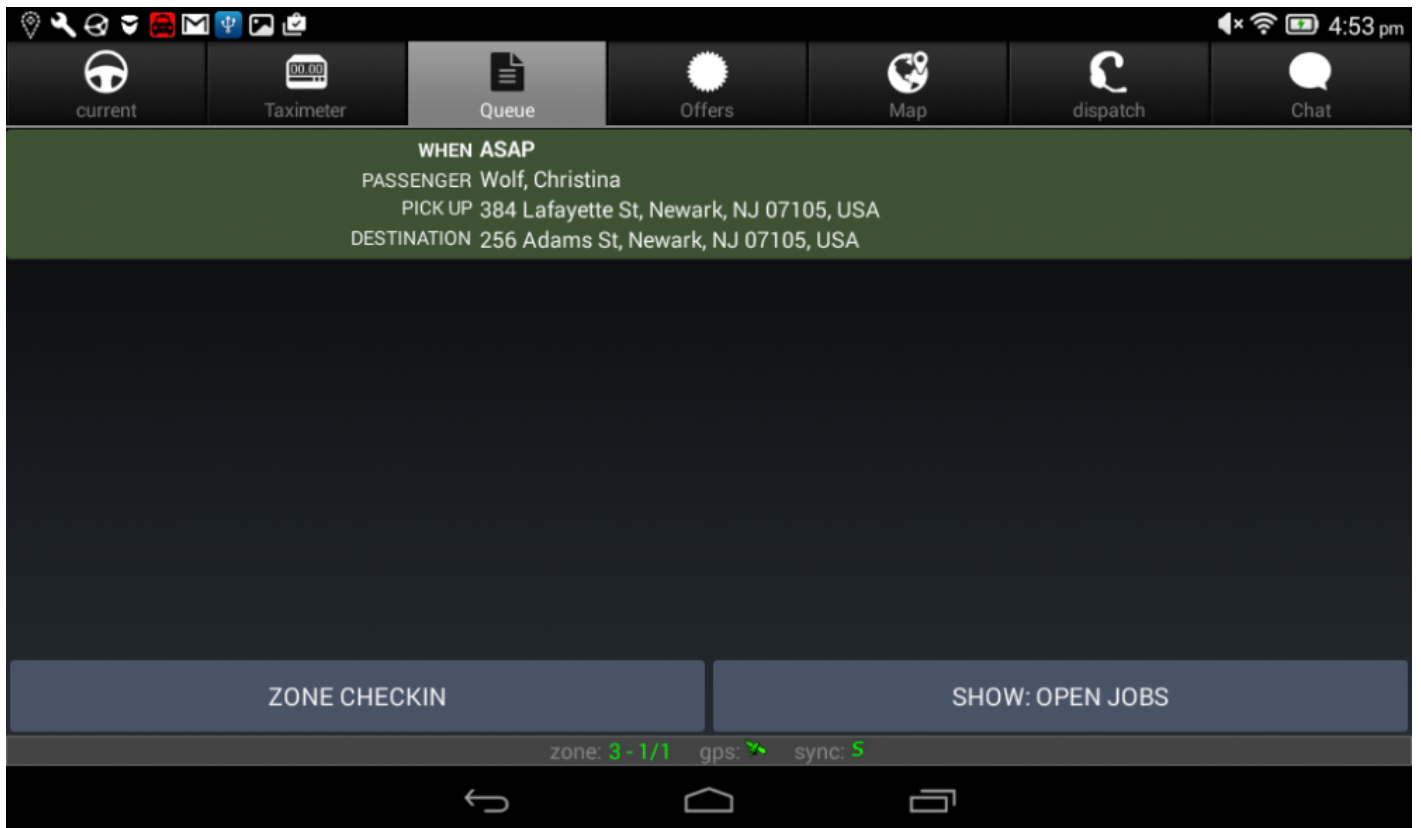 4:53 pm
00.00
current
Taximeter
Queue
Offers
Map
dispatch
Chat
WHEN ASAP
PASSENGER Wolf, Christina
PICK UP 384 Lafayette St, Newark, NJ 07105, USA
DESTINATION 256 Adams St, Newark, NJ 07105, USA
ZONE CHECKIN
SHOW: OPEN JOBS
zone: 3 - 1/1 gps: sync: S